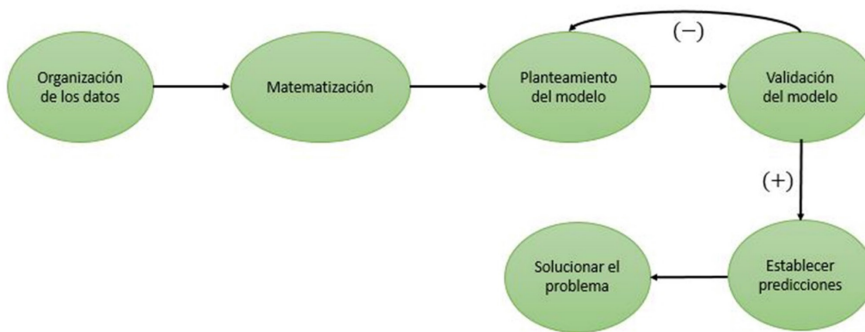 Organización
de los datos
Matematización
Planteamiento
del modelo
(−)
Validación
del modelo
(+)
Establecer
predicciones
Solucionar el
problema